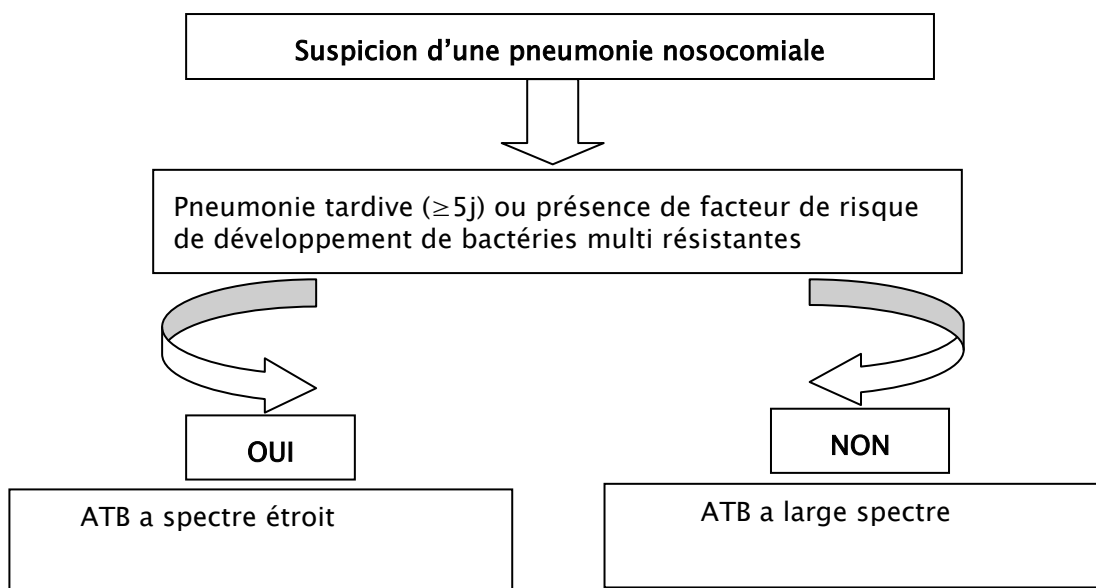 Suspicion d’une pneumonie nosocomiale
Pneumonie tardive (≥5j) ou présence de facteur de risque
de développement de bactéries multi résistantes
OUI
NON
ATB a spectre étroit
ATB a large spectre